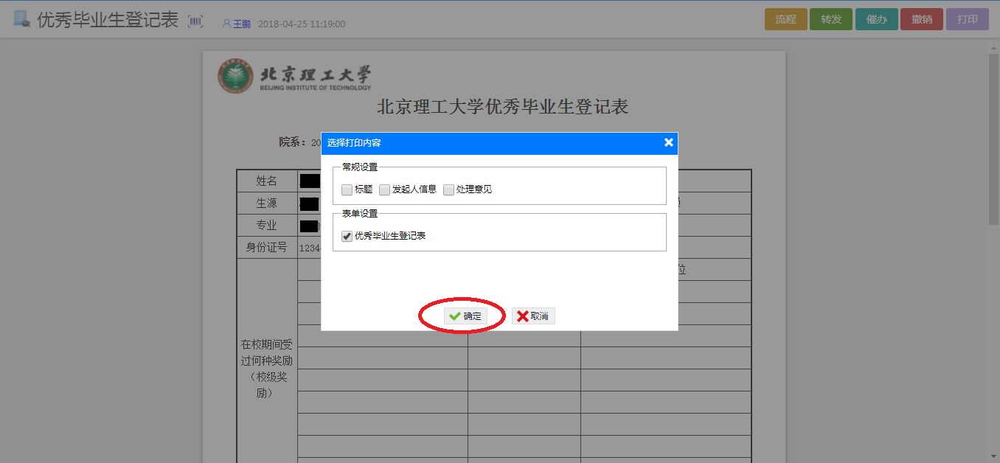 优秀毕业生登记表 王鹏 2018-04-25 11:19:00 流程 转发 催办 撤销 打印
北京理工大学
BEIJING INSTITUTE OF TECHNOLOGY
北京理工大学优秀毕业生登记表
院系：20
选择打印内容
常规设置
标题 发起人信息 处理意见
表单设置
优秀毕业生登记表
确定 取消
姓名
生源
专业
身份证号 1234
位
在校期间受
过何种奖励
（校级奖
励）